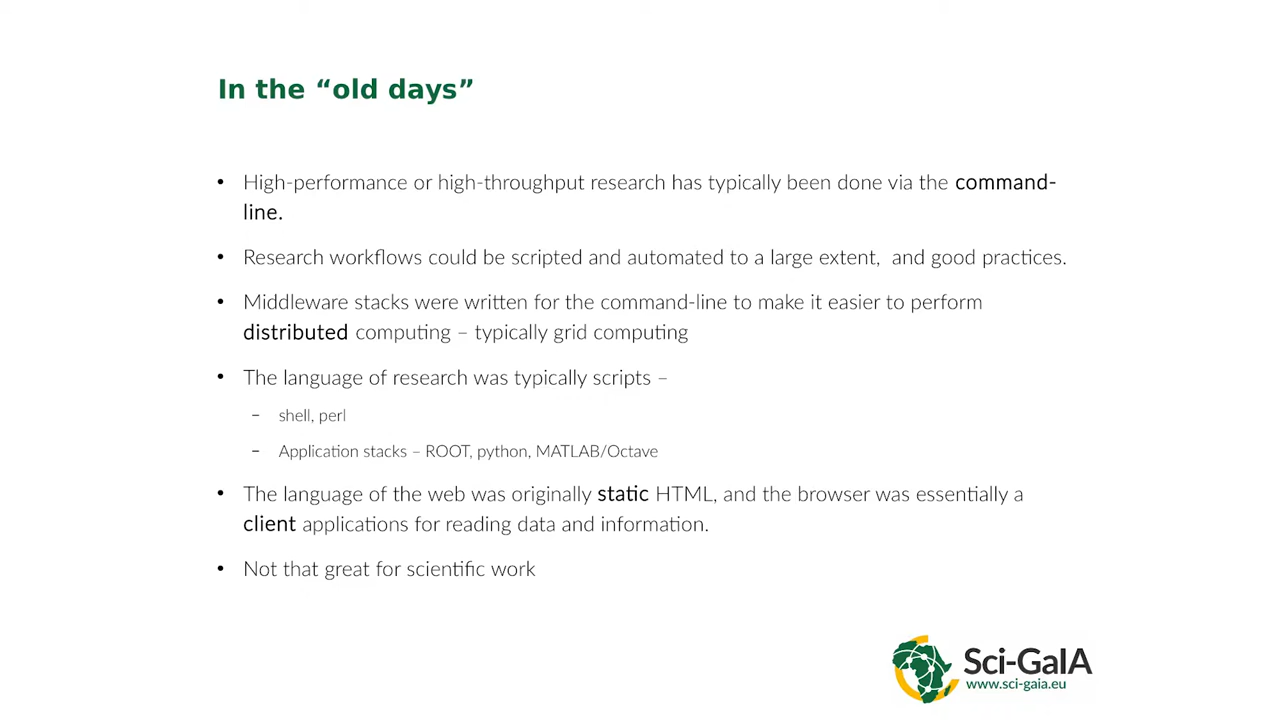 In the “old days”
• High-performance or high-throughput research has typically been done via the command-
line.
• Research workflows could be scripted and automated to a large extent,  and good practices.
• Middleware stacks were written for the command-line to make it easier to perform
distributed computing – typically grid computing
• The language of research was typically scripts –
– shell, perl
– Application stacks – ROOT, python, MATLAB/Octave
• The language of the web was originally static HTML, and the browser was essentially a
client applications for reading data and information.
• Not that great for scientific work
Sci-GaIA
www.sci-gaia.eu